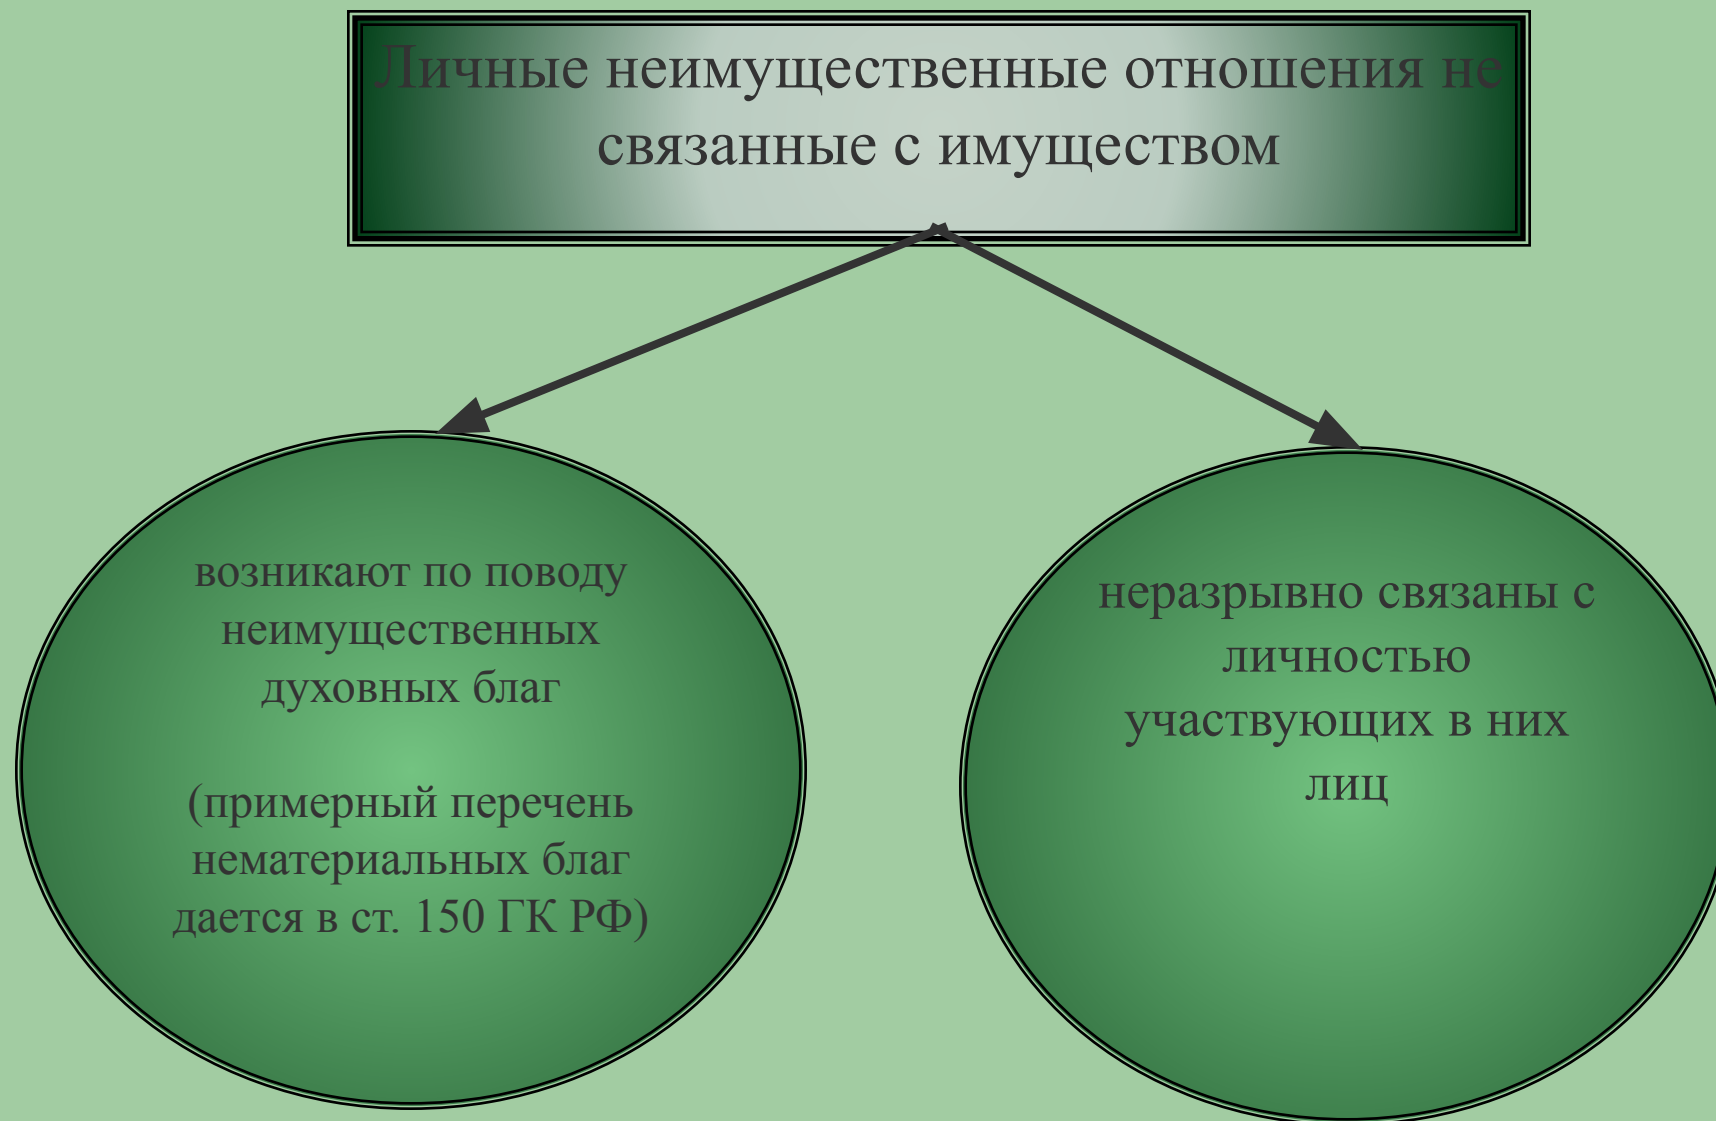 Личные неимущественные отношения не
связанные с имуществом
возникают по поводу
неимущественных
духовных благ
(примерный перечень
нематериальных благ
дается в ст. 150 ГК РФ)
неразрывно связаны с
личностью
участвующих в них
лиц